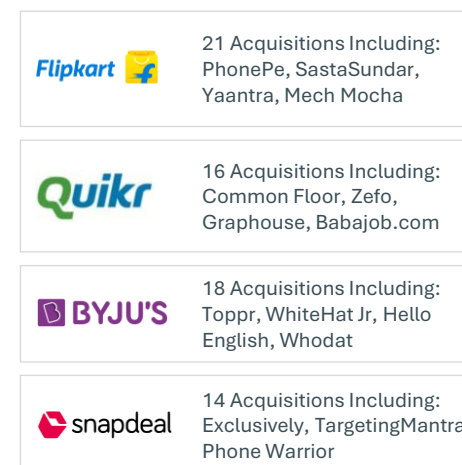 Flipkart
21 Acquisitions Including:
PhonePe, SastaSundar,
Yaantra, Mech Mocha
Quikr
16 Acquisitions Including:
Common Floor, Zefo,
Graphouse, Babajob.com
BYJU'S
18 Acquisitions Including:
Toppr, WhiteHat Jr, Hello
English, Whodat
snapdeal
14 Acquisitions Including:
Exclusively, TargetingMantra
Phone Warrior